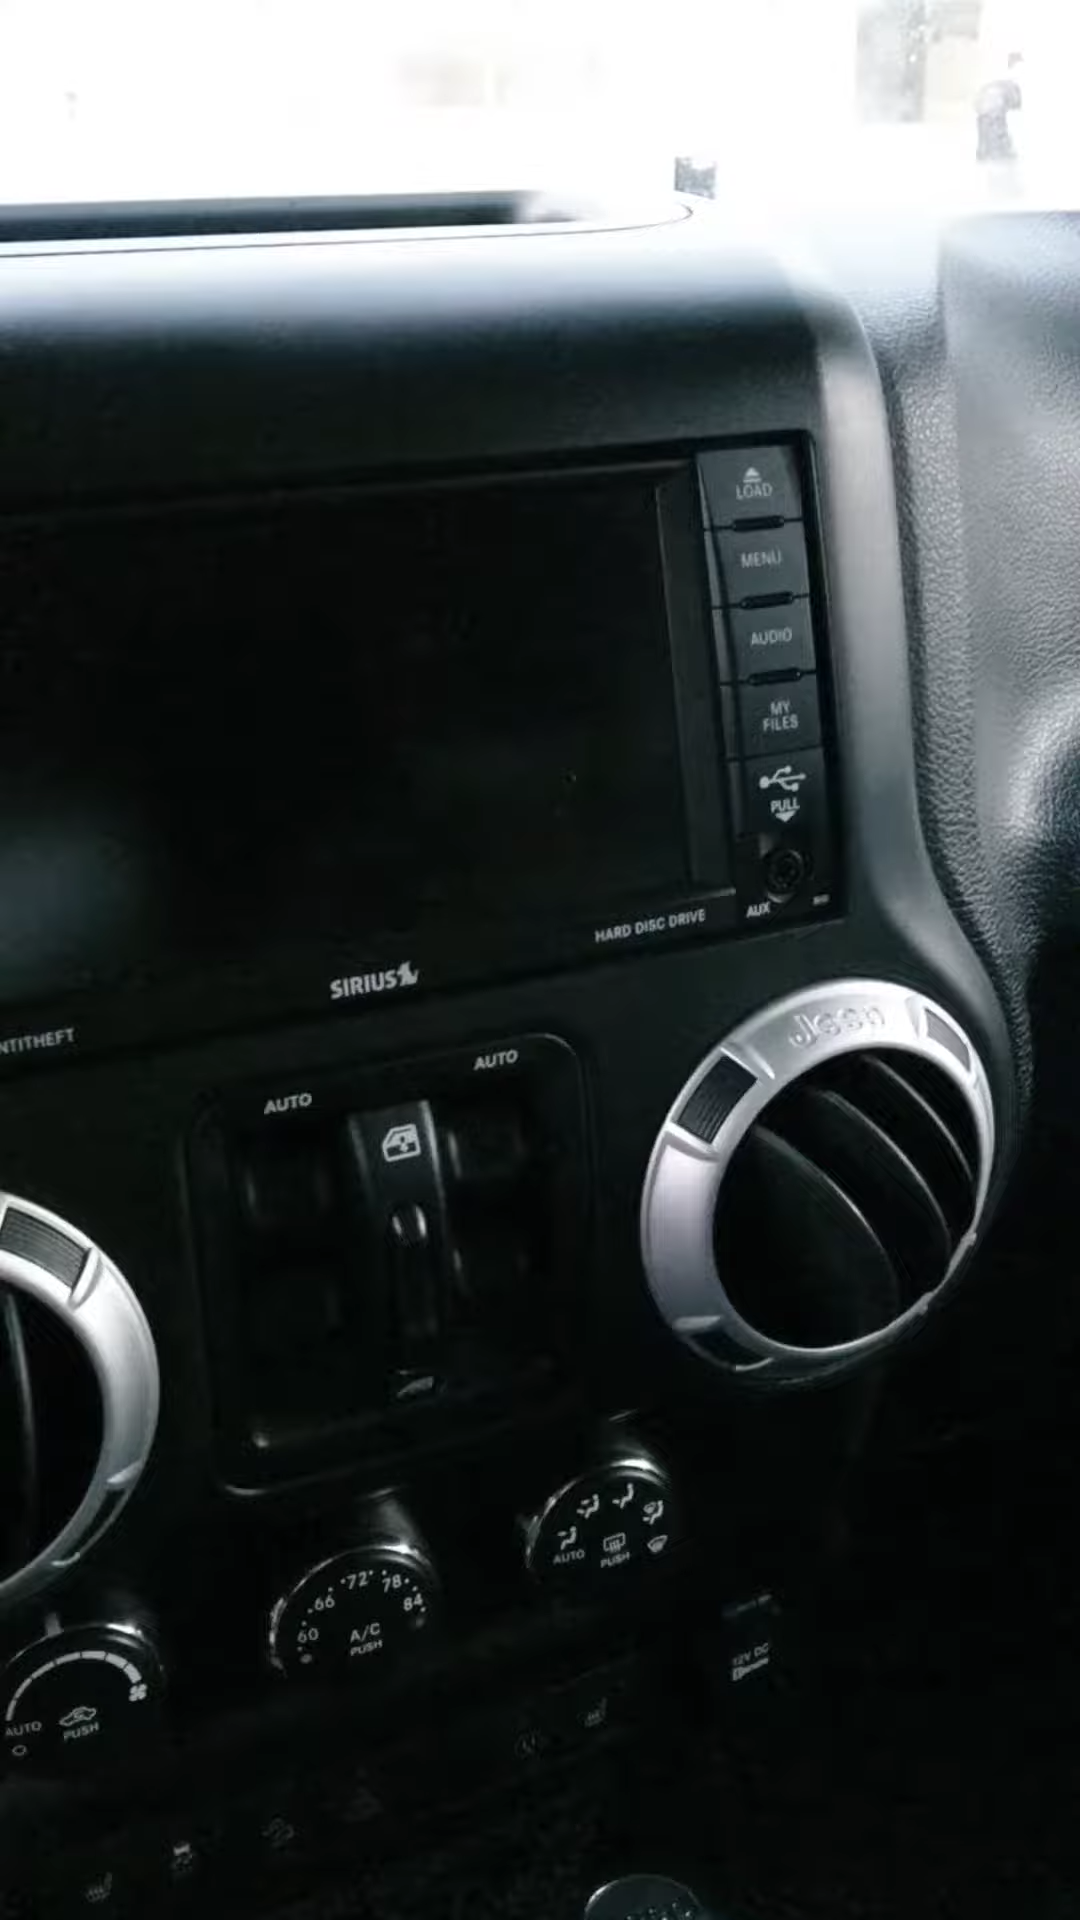 LOAD
MENU
AUDIO
MY
FILES
PULL
AUX
HARD DISC DRIVE
SIRIUS
NTITHEFT
AUTO
AUTO
Jeep
AUTO
PUSH
60 66 72 78 84
A/C
PUSH
12V DC
AUTO
PUSH